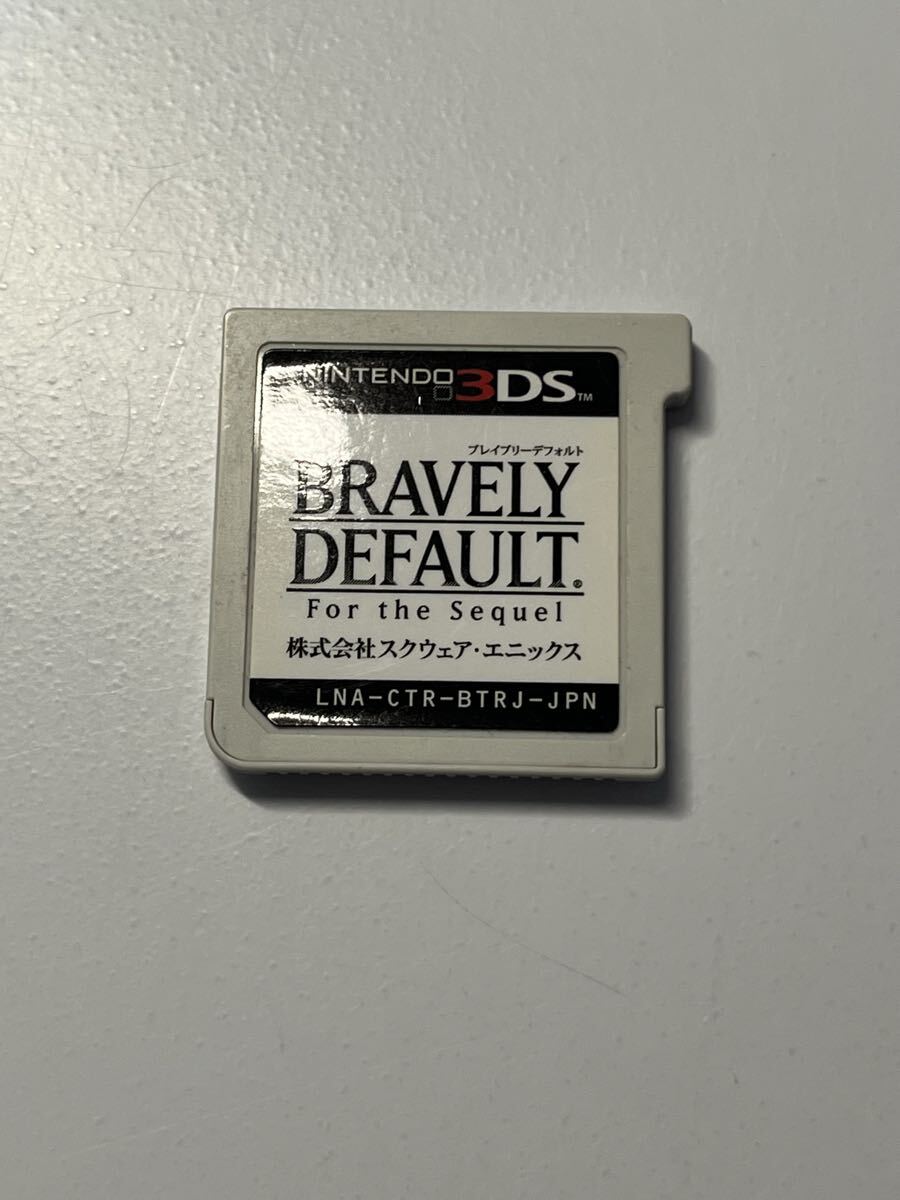 NINTENDO 3DS™
ブレイブリーデフォルト
BRAVELY
DEFAULT®
For the Sequel
株式会社スクウェア・エニックス
LNA-CTR-BTRJ-JPN